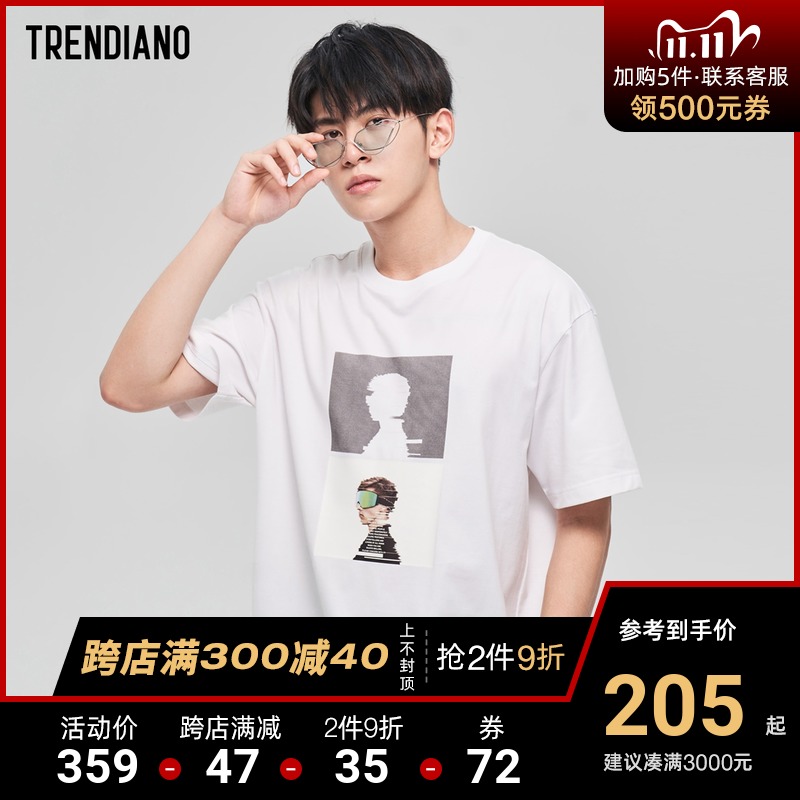 TRENDIANO
11.11
加购5件·联系客服
领500元券
跨店满300减40
上不封顶
抢2件9折
参考到手价
205起
建议凑满3000元
活动价 跨店满减 2件9折 券
359 - 47 - 35 - 72